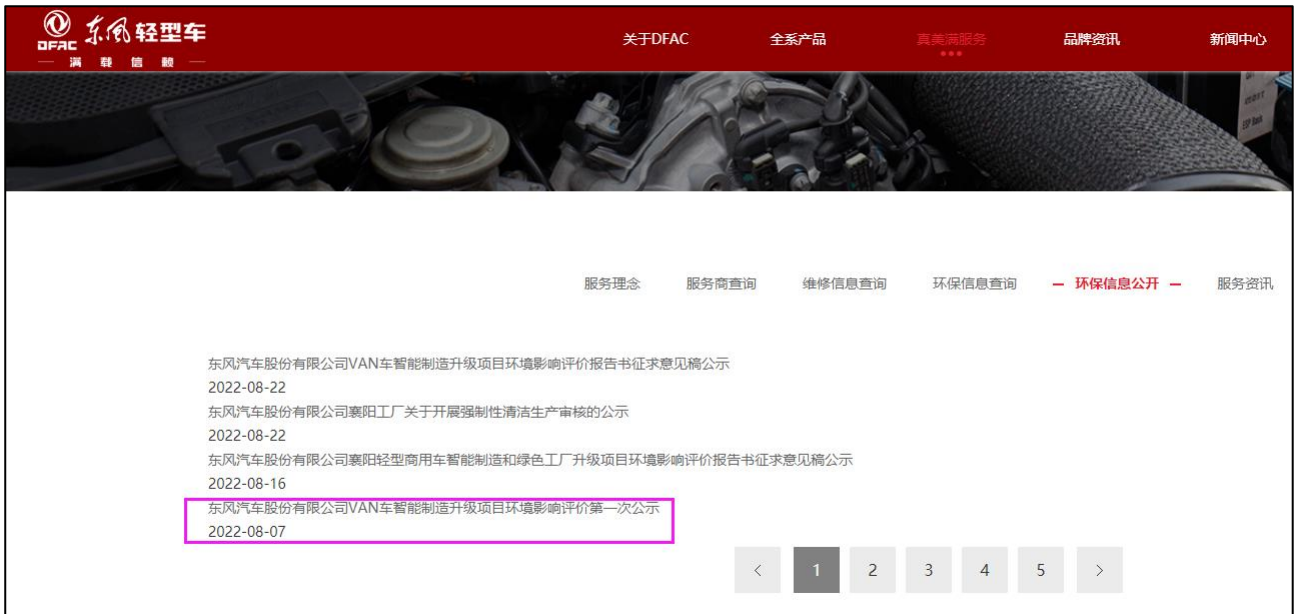 DFAC 东风轻型车
满载信赖
关于DFAC 全系产品 真美满服务 品牌资讯 新闻中心
服务理念 服务商查询 维修信息查询 环保信息查询 环保信息公开 服务资讯
东风汽车股份有限公司VAN车智能制造升级项目环境影响评价报告书征求意见稿公示
2022-08-22
东风汽车股份有限公司襄阳工厂关于开展强制性清洁生产审核的公示
2022-08-22
东风汽车股份有限公司襄阳轻型商用车智能制造和绿色工厂升级项目环境影响评价报告书征求意见稿公示
2022-08-16
东风汽车股份有限公司VAN车智能制造升级项目环境影响评价第一次公示
2022-08-07
< 1 2 3 4 5 >